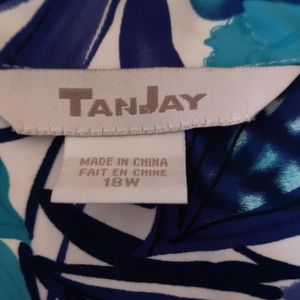 TANJAY
MADE IN CHINA
FAIT EN CHINE
18W